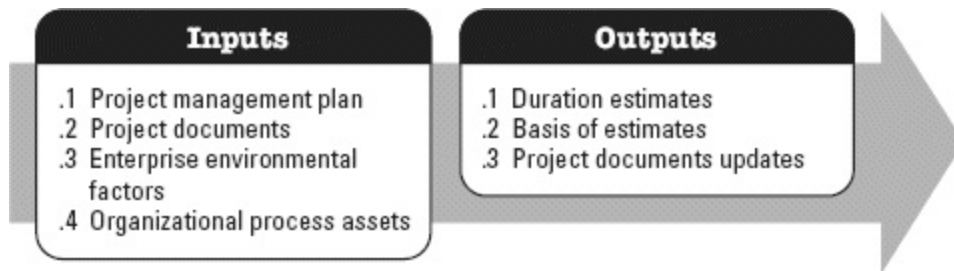 Inputs
.1 Project management plan
.2 Project documents
.3 Enterprise environmental
factors
.4 Organizational process assets
Outputs
.1 Duration estimates
.2 Basis of estimates
.3 Project documents updates